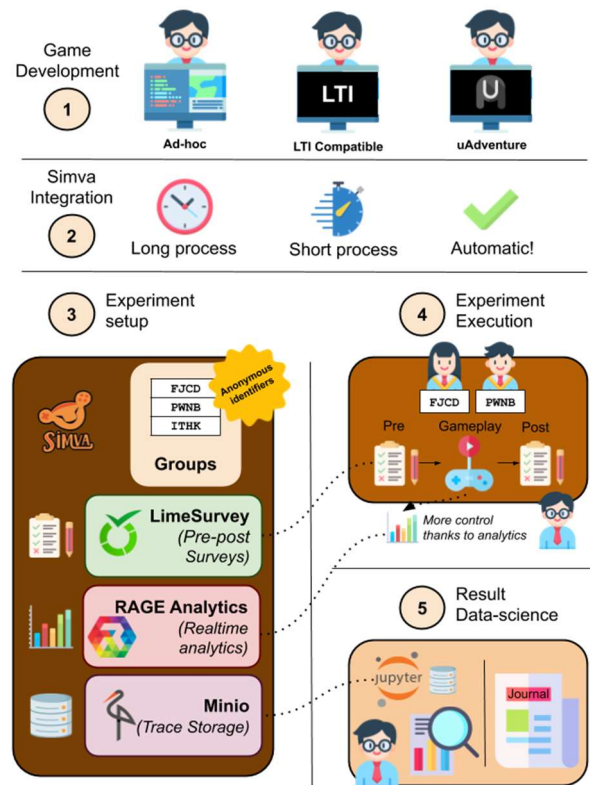 Game
Development
1
LTI
U
Ad-hoc
LTI Compatible
uAdventure
Simva
Integration
2
Long process
Short process
Automatic!
3
Experiment
setup
Anonymous
identifiers
FJCD
PWNB
ITHK
Groups
SIMVA
LimeSurvey
(Pre-post
Surveys)
RAGE Analytics
(Realtime
analytics)
Minio
(Trace Storage)
4
Experiment
Execution
FJCD
PWNB
Pre
Gameplay
Post
More control
thanks to analytics
5
Result
Data-science
jupyter
Journal